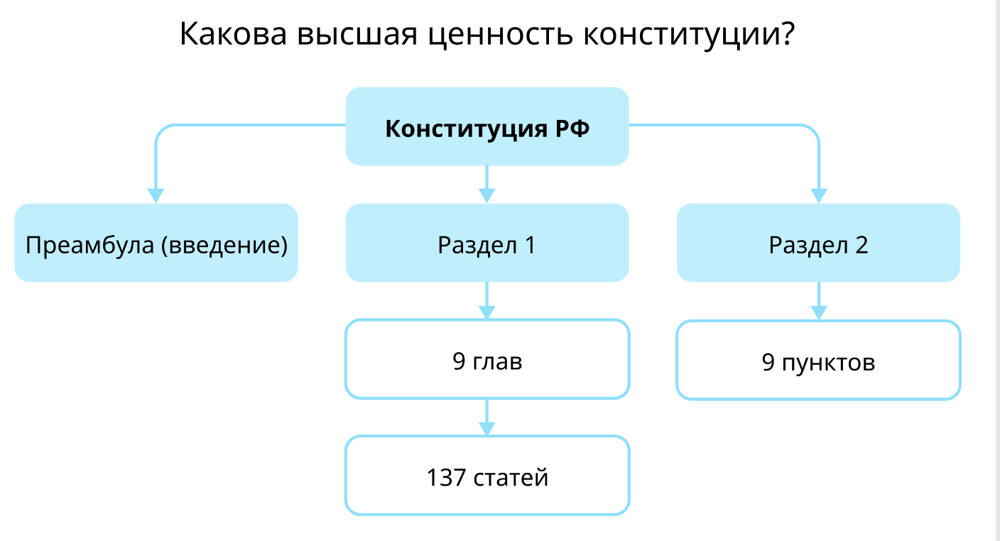 Какова высшая ценность конституции?
Конституция РФ
Преамбула (введение)
Раздел 1
Раздел 2
9 глав
9 пунктов
137 статей